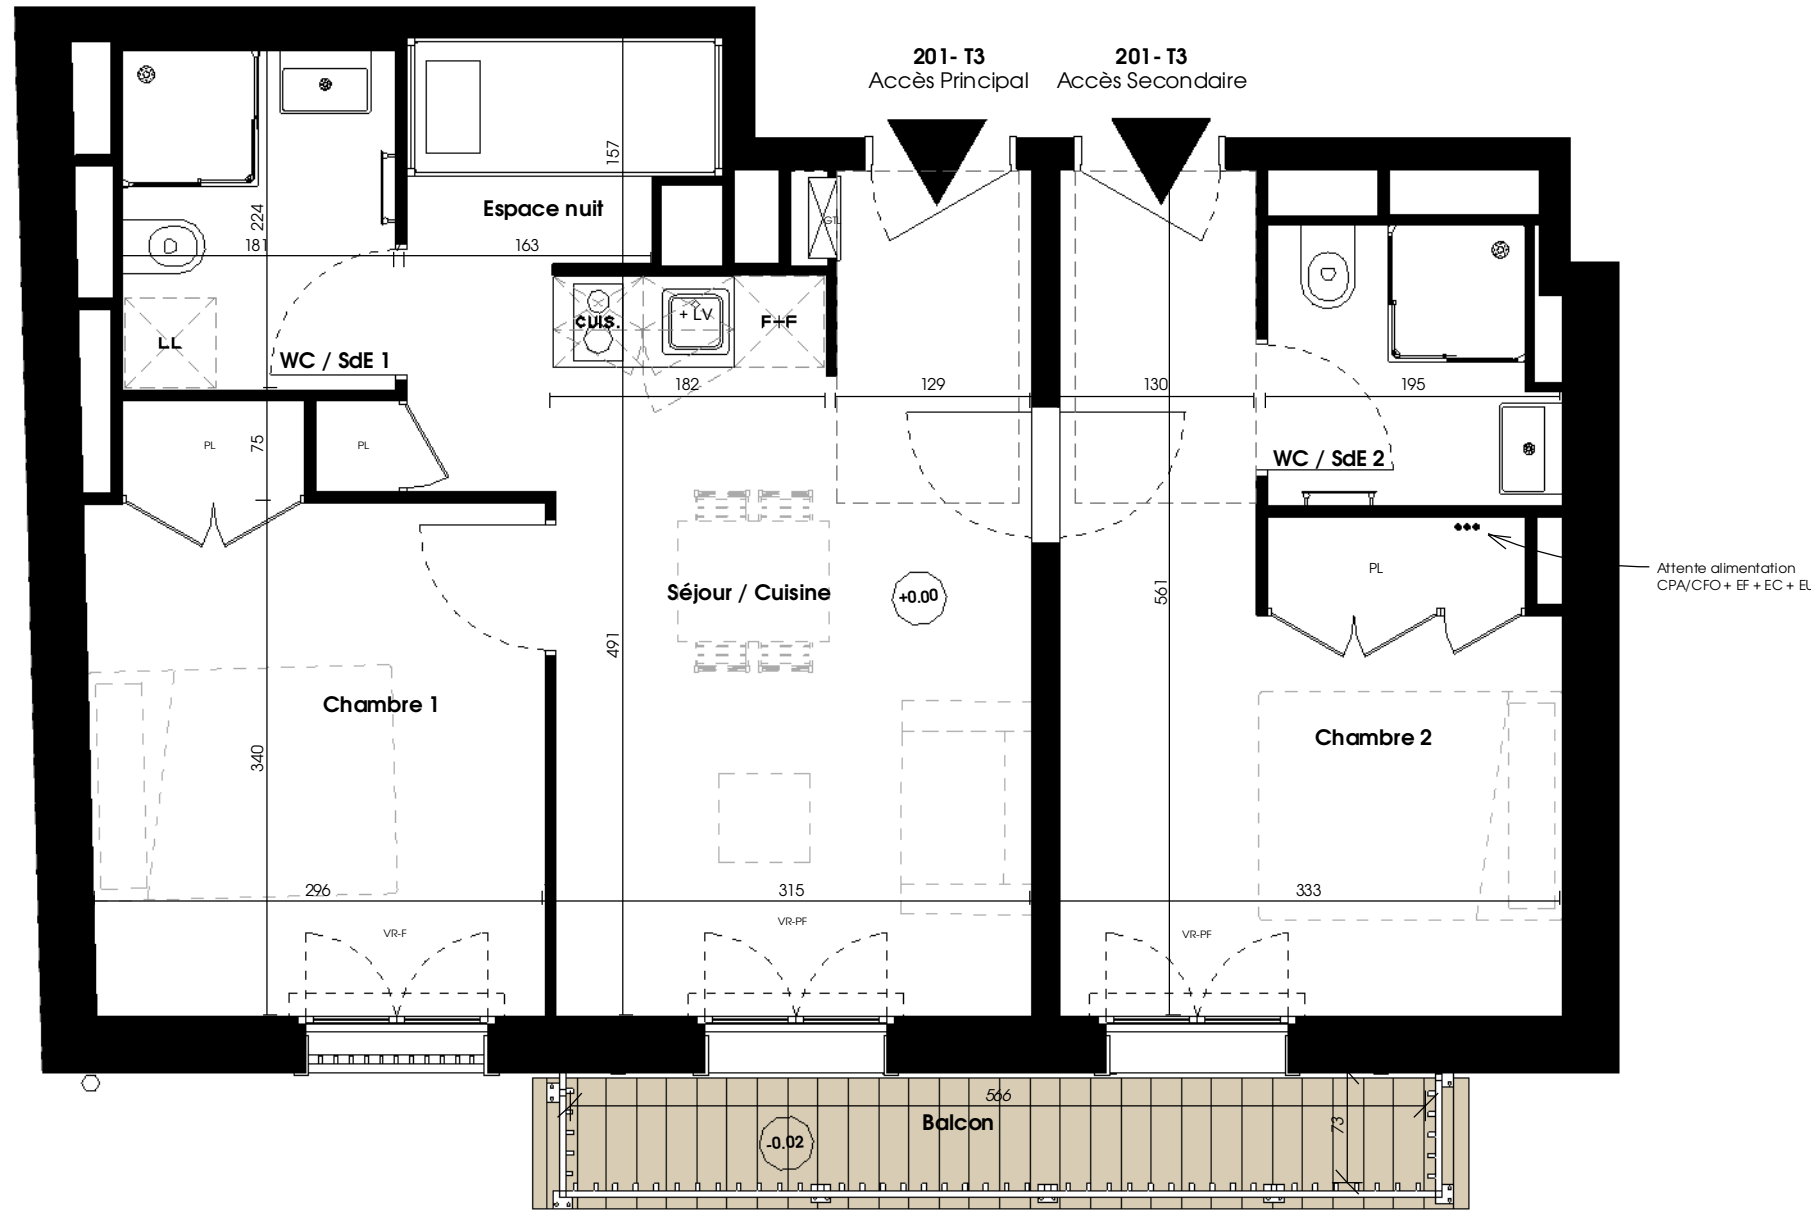 201- T3
Accès Principal
201- T3
Accès Secondaire
157
Espace nuit
224
181
163
GTL
CUIS.
+ LV
F+F
LL
WC / SdE 1
182
129
130
195
PL
75
PL
WC / SdE 2
Attente alimentation
CPA/CFO + EF + EC + EU
PL
Séjour / Cuisine
+0.00
561
491
Chambre 1
Chambre 2
340
296
315
333
VR-F
VR-PF
VR-PF
566
Balcon
73
-0.02